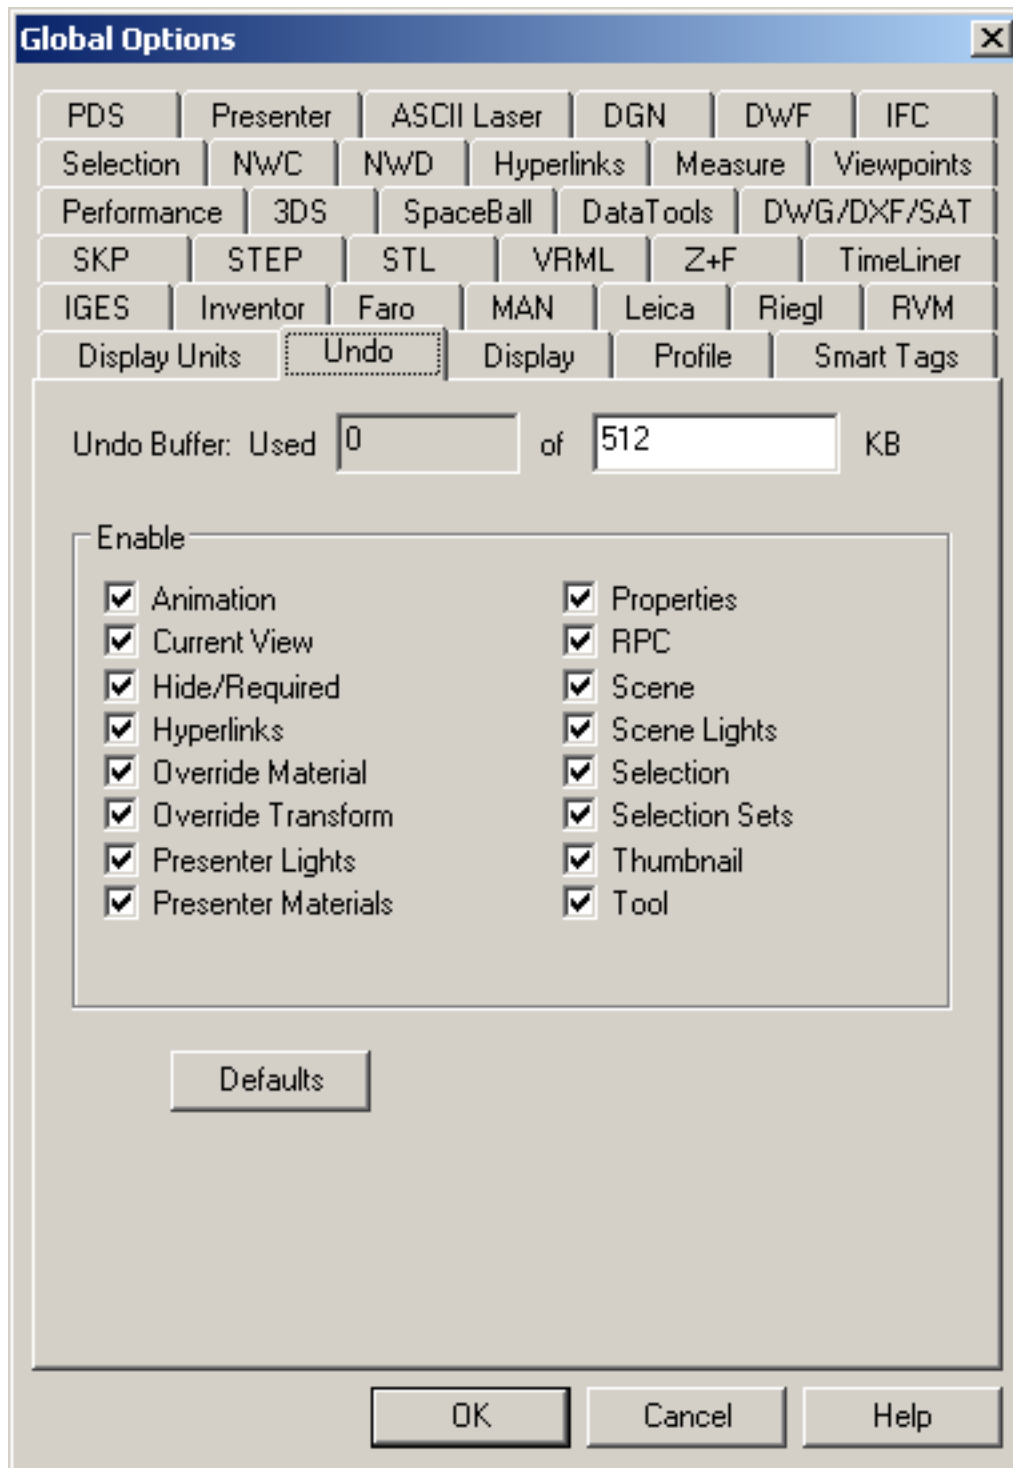 Global Options
PDS Presenter ASCII Laser DGN DWF IFC
Selection NWC NWD Hyperlinks Measure Viewpoints
Performance 3DS SpaceBall DataTools DWG/DXF/SAT
SKP STEP STL VRML Z+F TimeLiner
IGES Inventor Faro MAN Leica Riegl RVM
Display Units Undo Display Profile Smart Tags
Undo Buffer: Used 0 of 512 KB
Enable
Animation Properties
Current View RPC
Hide/Required Scene
Hyperlinks Scene Lights
Override Material Selection
Override Transform Selection Sets
Presenter Lights Thumbnail
Presenter Materials Tool
Defaults
OK Cancel Help